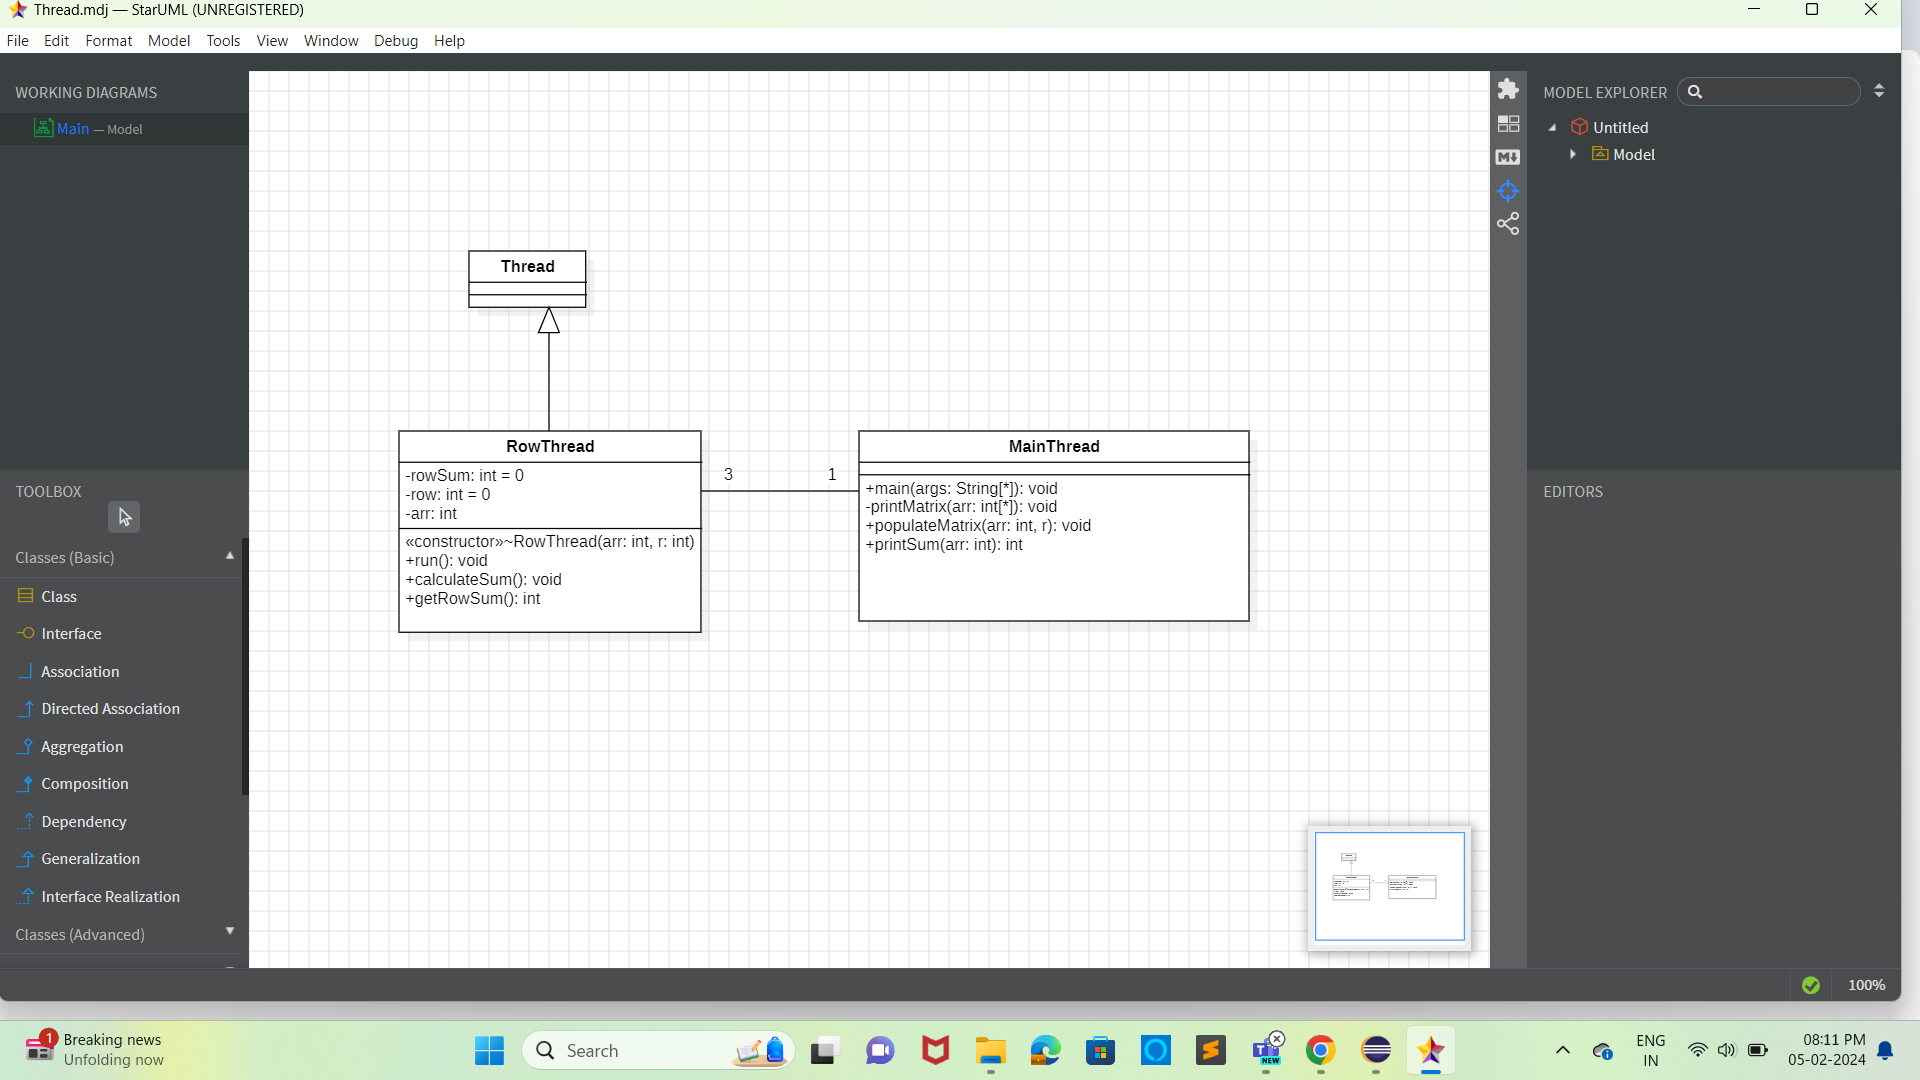 Thread.mdj — StarUML (UNREGISTERED)
File Edit Format Model Tools View Window Debug Help
WORKING DIAGRAMS
Main — Model
TOOLBOX
Classes (Basic)
Class
Interface
Association
Directed Association
Aggregation
Composition
Dependency
Generalization
Interface Realization
Classes (Advanced)
Thread
RowThread
-rowSum: int = 0
-row: int = 0
-arr: int
«constructor»~RowThread(arr: int, r: int)
+run(): void
+calculateSum(): void
+getRowSum(): int
3 1
MainThread
+main(args: String[*]): void
-printMatrix(arr: int[*]): void
+populateMatrix(arr: int, r): void
+printSum(arr: int): int
M
MODEL EXPLORER
Untitled
Model
EDITORS
100%
1
Breaking news
Unfolding now
Search
NEW
ENG
IN
08:11 PM
05-02-2024